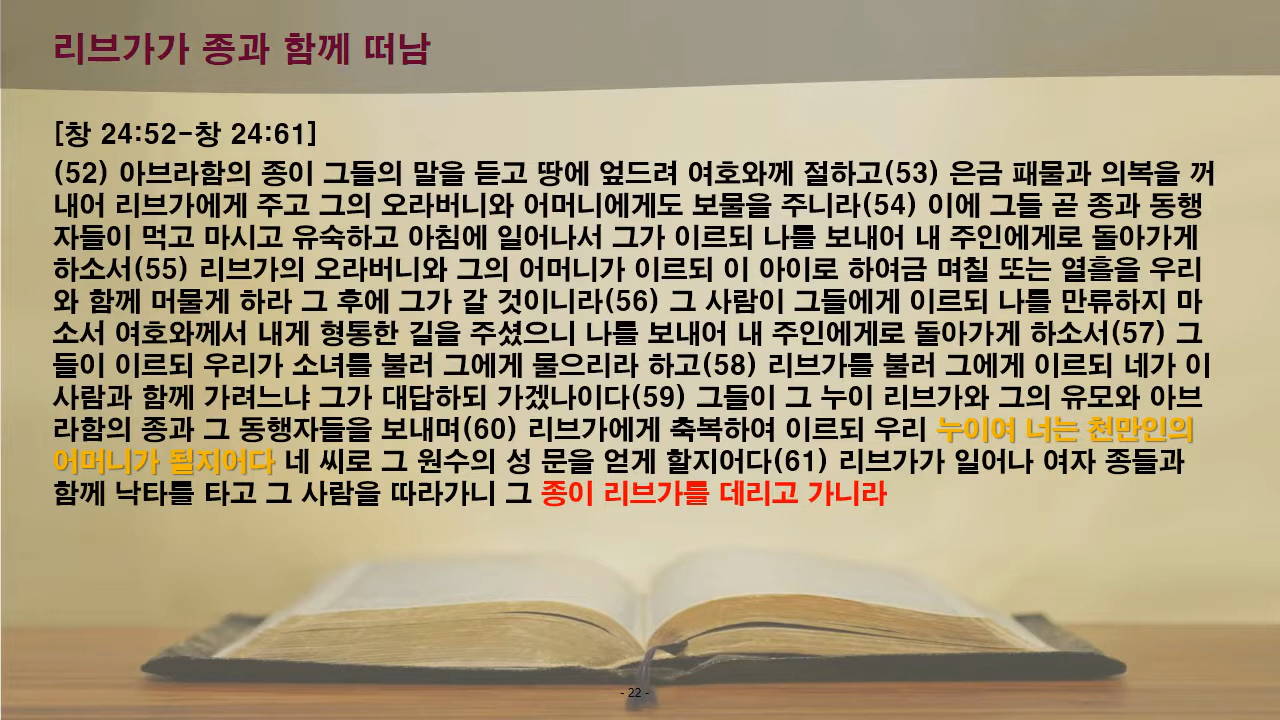 리브가가 종과 함께 떠남
[창 24:52-창 24:61]
(52) 아브라함의 종이 그들의 말을 듣고 땅에 엎드려 여호와께 절하고(53) 은금 패물과 의복을 꺼
내어 리브가에게 주고 그의 오라버니와 어머니에게도 보물을 주니라(54) 이에 그들 곧 종과 동행
자들이 먹고 마시고 유숙하고 아침에 일어나서 그가 이르되 나를 보내어 내 주인에게로 돌아가게
하소서(55) 리브가의 오라버니와 그의 어머니가 이르되 이 아이로 하여금 며칠 또는 열흘을 우리
와 함께 머물게 하라 그 후에 그가 갈 것이니라(56) 그 사람이 그들에게 이르되 나를 만류하지 마
소서 여호와께서 내게 형통한 길을 주셨으니 나를 보내어 내 주인에게로 돌아가게 하소서(57) 그
들이 이르되 우리가 소녀를 불러 그에게 물으리라 하고(58) 리브가를 불러 그에게 이르되 네가 이
사람과 함께 가려느냐 그가 대답하되 가겠나이다(59) 그들이 그 누이 리브가와 그의 유모와 아브
라함의 종과 그 동행자들을 보내며(60) 리브가에게 축복하여 이르되 우리 누이여 너는 천만인의
어머니가 될지어다 네 씨로 그 원수의 성 문을 얻게 할지어다(61) 리브가가 일어나 여자 종들과
함께 낙타를 타고 그 사람을 따라가니 그 종이 리브가를 데리고 가니라
- 22 -